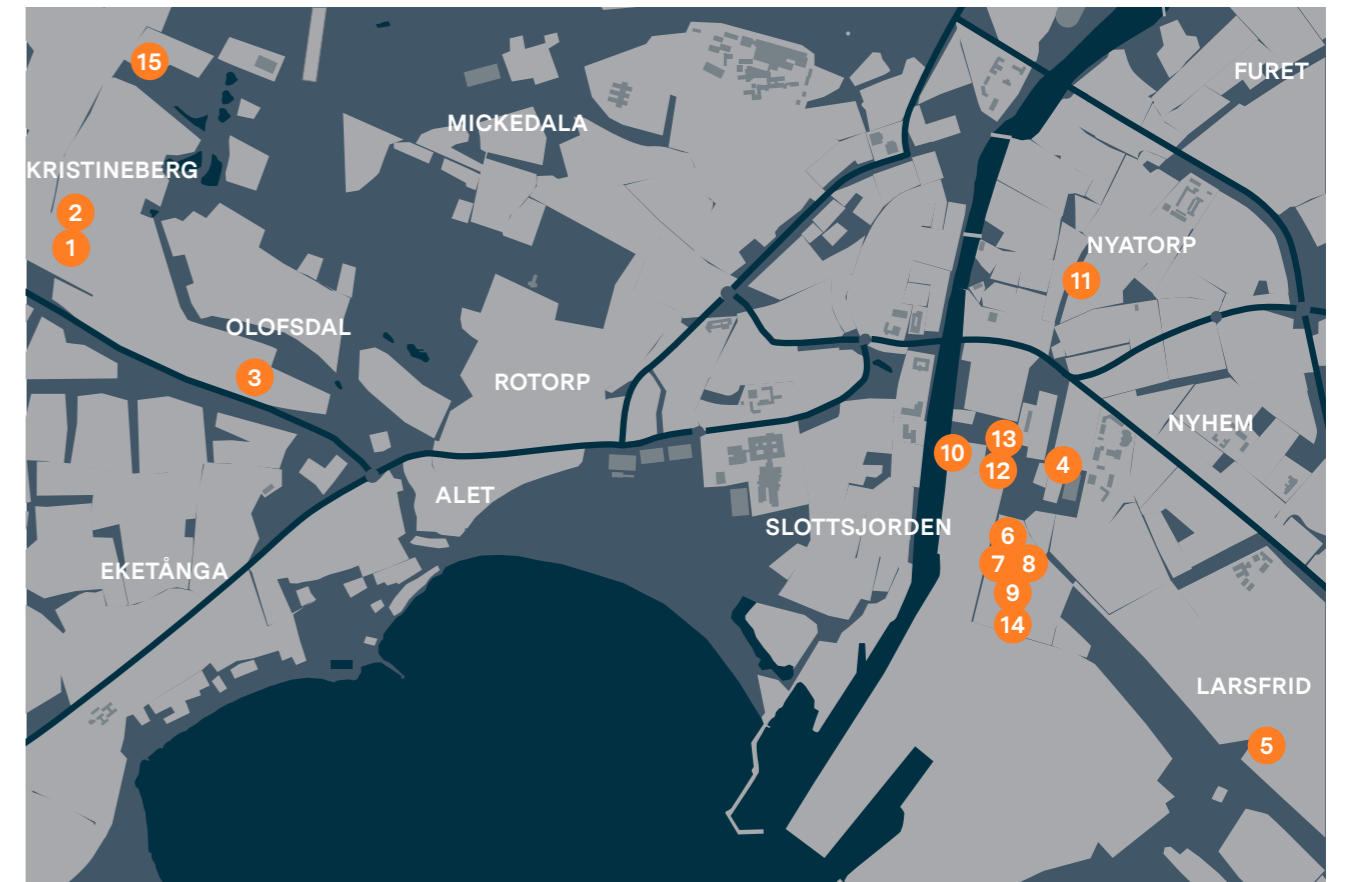 15
FURET
MICKEDALA
KRISTINEBERG
2
1
NYATORP
11
OLOFSDAL
3
ROTORP
NYHEM
13
10
12
4
ALET
SLOTTSJORDEN
6
7
8
EKETÅNGA
9
14
LARSFRID
5